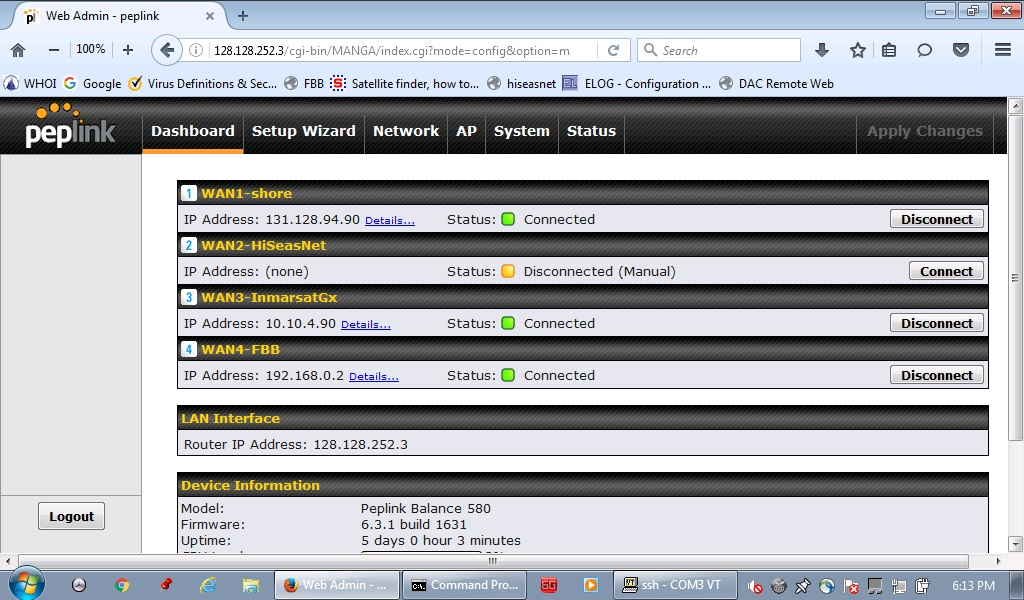 Web Admin - peplink
100%
128.128.252.3/cgi-bin/MANGA/index.cgi?mode=config&option=m
Search
WHOI Google Virus Definitions & Sec... FBB Satellite finder, how to... hiseasnet ELOG - Configuration ... DAC Remote Web
peplink
Dashboard Setup Wizard Network AP System Status Apply Changes
1 WAN1-shore
IP Address: 131.128.94.90 Details... Status: Connected Disconnect
2 WAN2-HiSeasNet
IP Address: (none) Status: Disconnected (Manual) Connect
3 WAN3-InmarsatGx
IP Address: 10.10.4.90 Details... Status: Connected Disconnect
4 WAN4-FBB
IP Address: 192.168.0.2 Details... Status: Connected Disconnect
LAN Interface
Router IP Address: 128.128.252.3
Device Information
Model: Peplink Balance 580
Firmware: 6.3.1 build 1631
Uptime: 5 days 0 hour 3 minutes
Logout
Web Admin - ... Command Pro... SG ssh - COM3 VT 6:13 PM